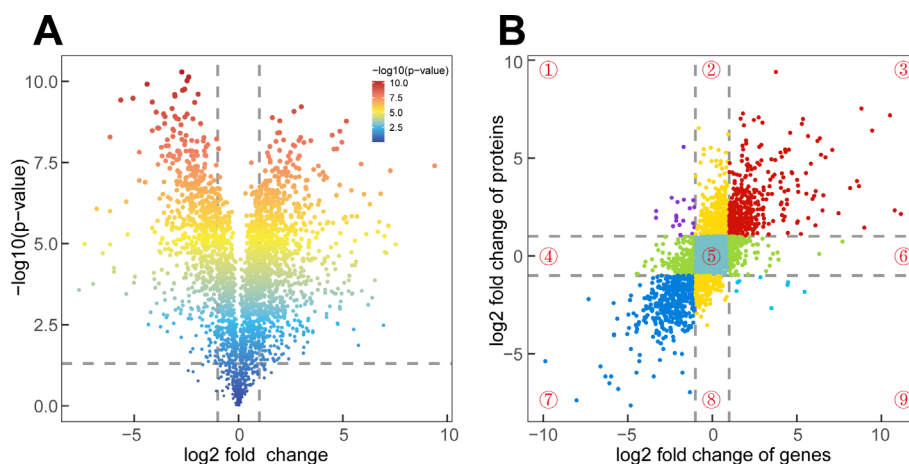 A
B
10.0
7.5
5.0
2.5
0.0
−log10(p−value)
−5
0
5
10
log2 fold change
−log10(p−value)
10.0
7.5
5.0
2.5
10
5
0
−5
log2 fold change of proteins
① ② ③
④ ⑤ ⑥
⑦ ⑧ ⑨
−10
−5
0
5
10
log2 fold change of genes